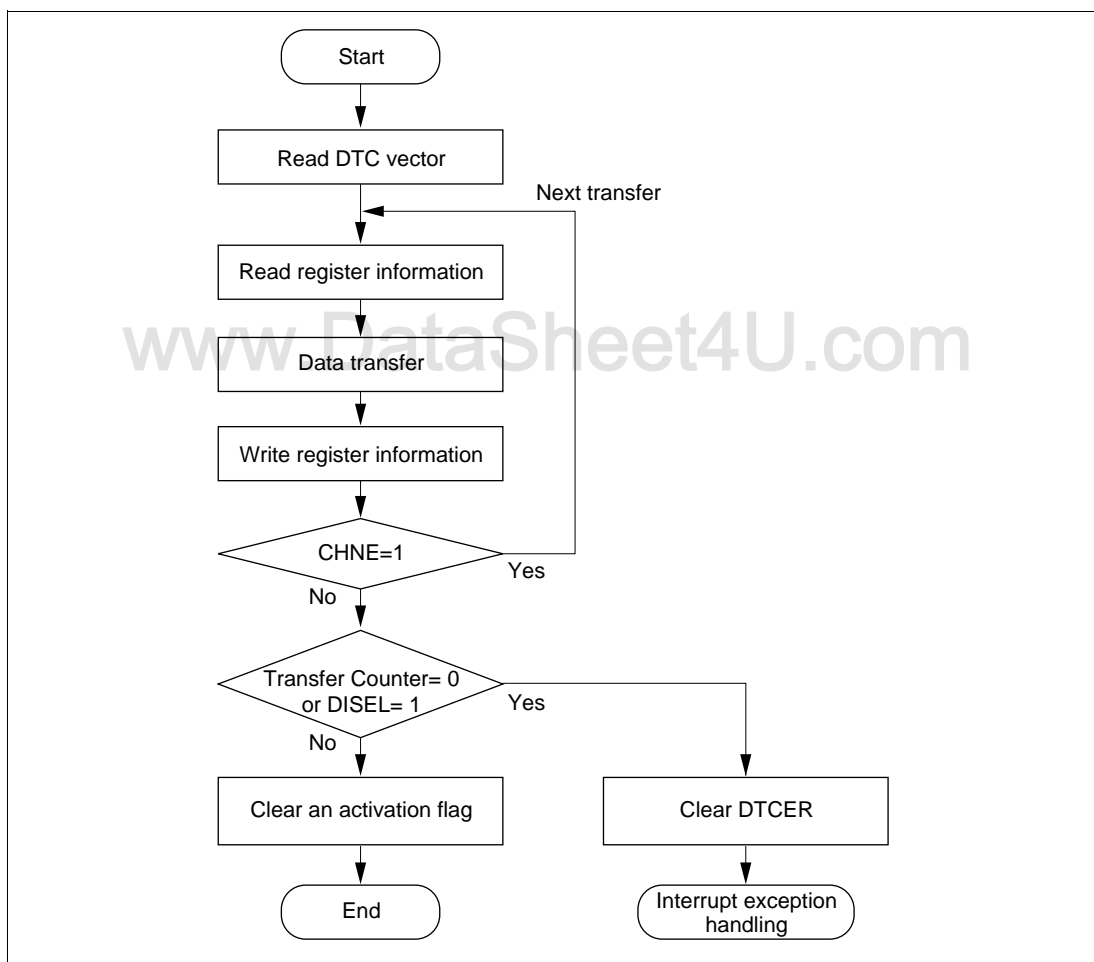 Start
Read DTC vector
Next transfer
Read register information
www.DataSheet4U.com
Data transfer
Write register information
CHNE=1
Yes
No
Transfer Counter= 0
or DISEL= 1
Yes
No
Clear an activation flag
Clear DTCER
End
Interrupt exception
handling